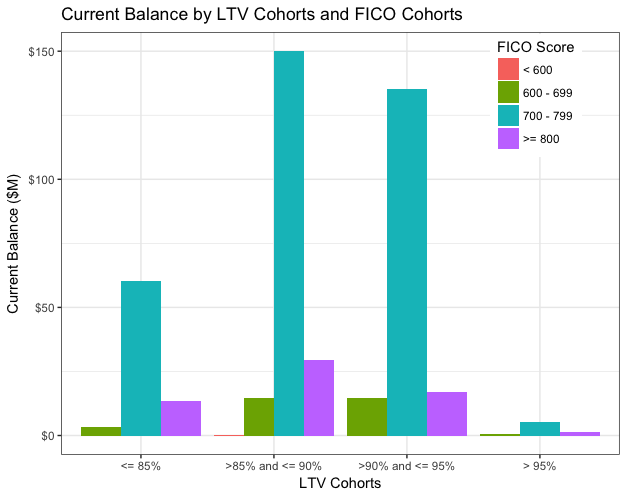 Current Balance by LTV Cohorts and FICO Cohorts
FICO Score
< 600
600 - 699
700 - 799
>= 800
Current Balance ($M)
$150
$100
$50
$0
<= 85%
>85% and <= 90%
>90% and <= 95%
> 95%
LTV Cohorts